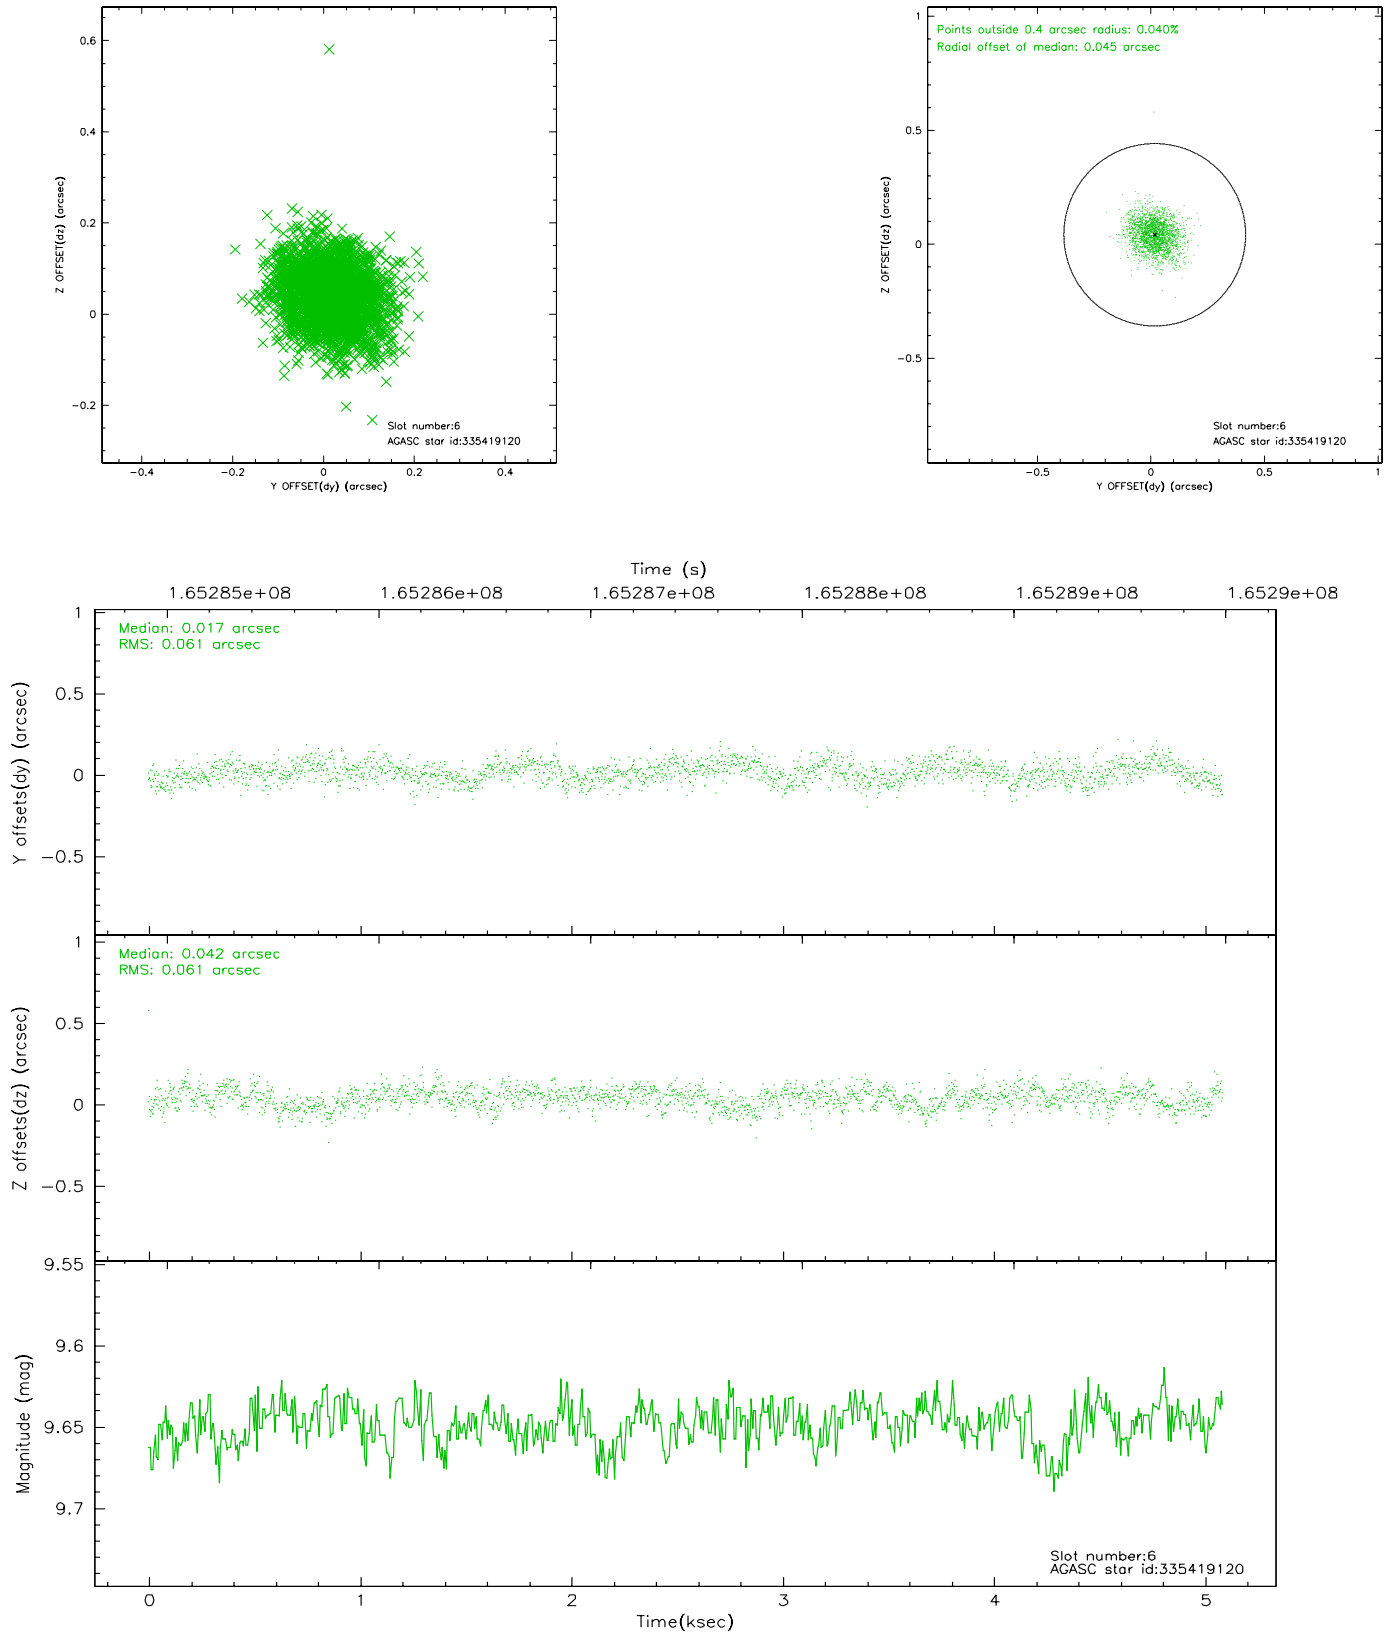 0.6
0.4
0.2
0
−0.2
Z OFFSET(dz) (arcsec)
Slot number:6
AGASC star id:335419120
−0.4 −0.2 0 0.2 0.4
Y OFFSET(dy) (arcsec)
Points outside 0.4 arcsec radius: 0.040%
Radial offset of median: 0.045 arcsec
1
0.5
0
−0.5
Z OFFSET(dz) (arcsec)
Slot number:6
AGASC star id:335419120
−0.5 0 0.5 1
Y OFFSET(dy) (arcsec)
Time (s)
1.65285e+08 1.65286e+08 1.65287e+08 1.65288e+08 1.65289e+08 1.6529e+08
Median: 0.017 arcsec
RMS: 0.061 arcsec
1
0.5
0
−0.5
Y offsets(dy) (arcsec)
Median: 0.042 arcsec
RMS: 0.061 arcsec
1
0.5
0
−0.5
Z offsets(dz) (arcsec)
9.55
9.6
9.65
9.7
Magnitude (mag)
Slot number:6
AGASC star id:335419120
0 1 2 3 4 5
Time(ksec)